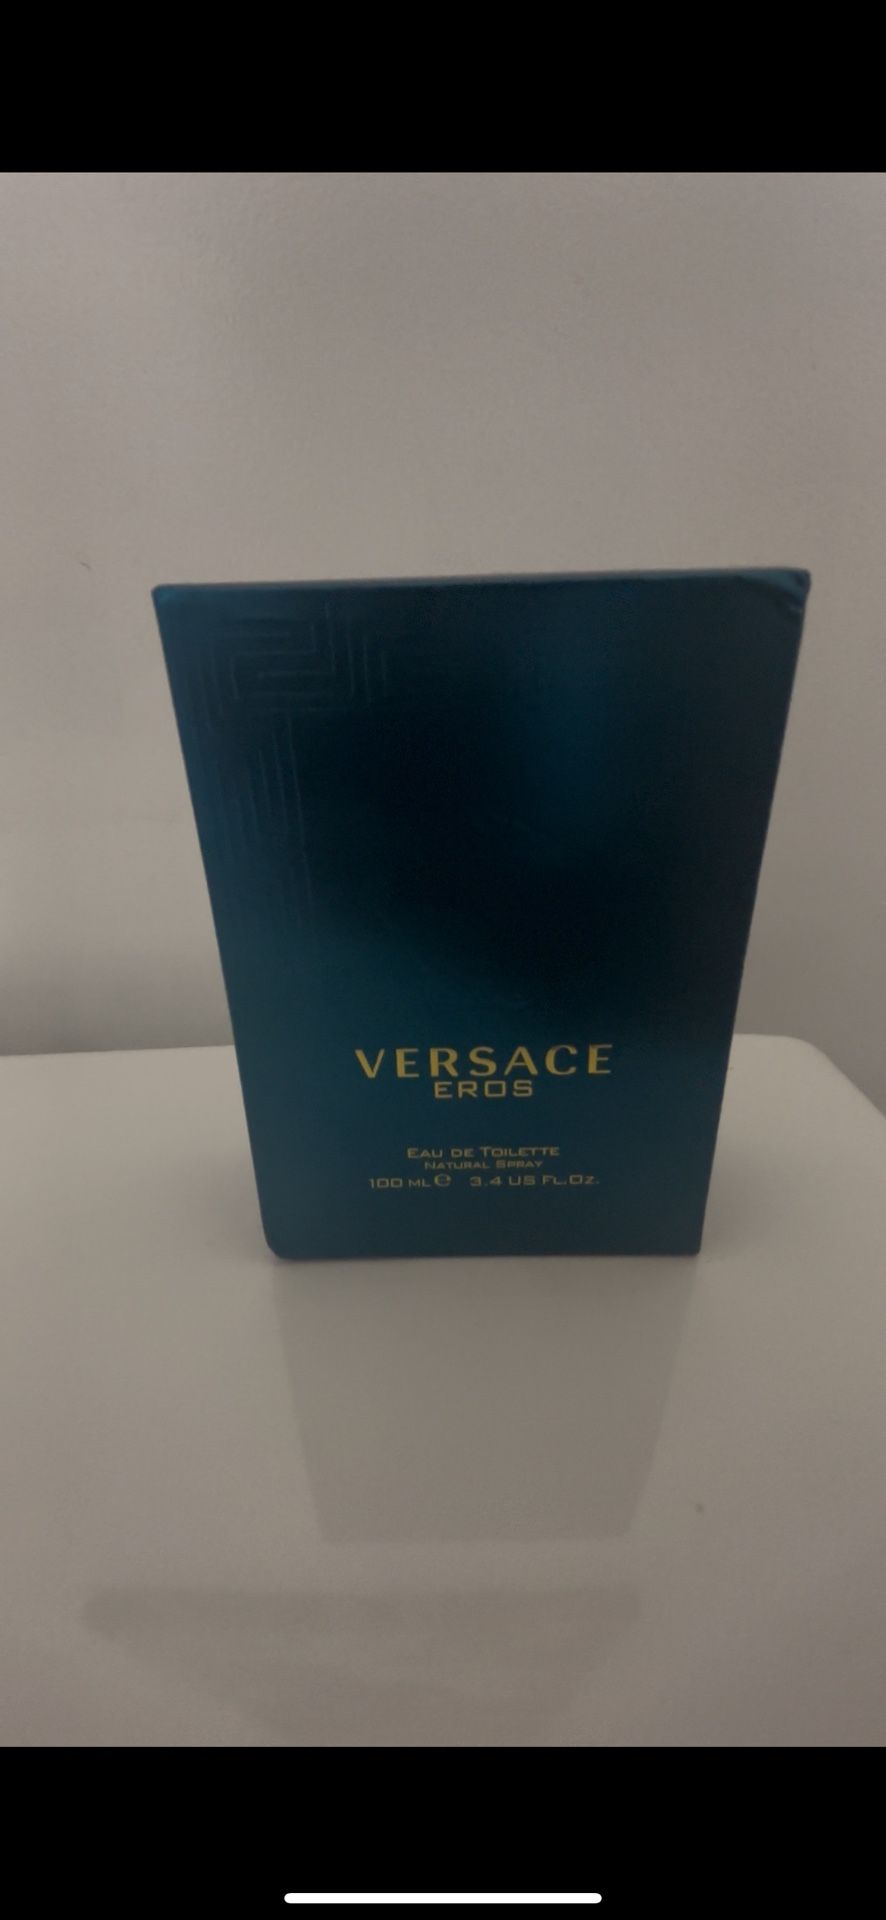 VERSACE
EROS
EAU DE TOILETTE
NATURAL SPRAY
100 ML ℮ 3.4 US FL.OZ.